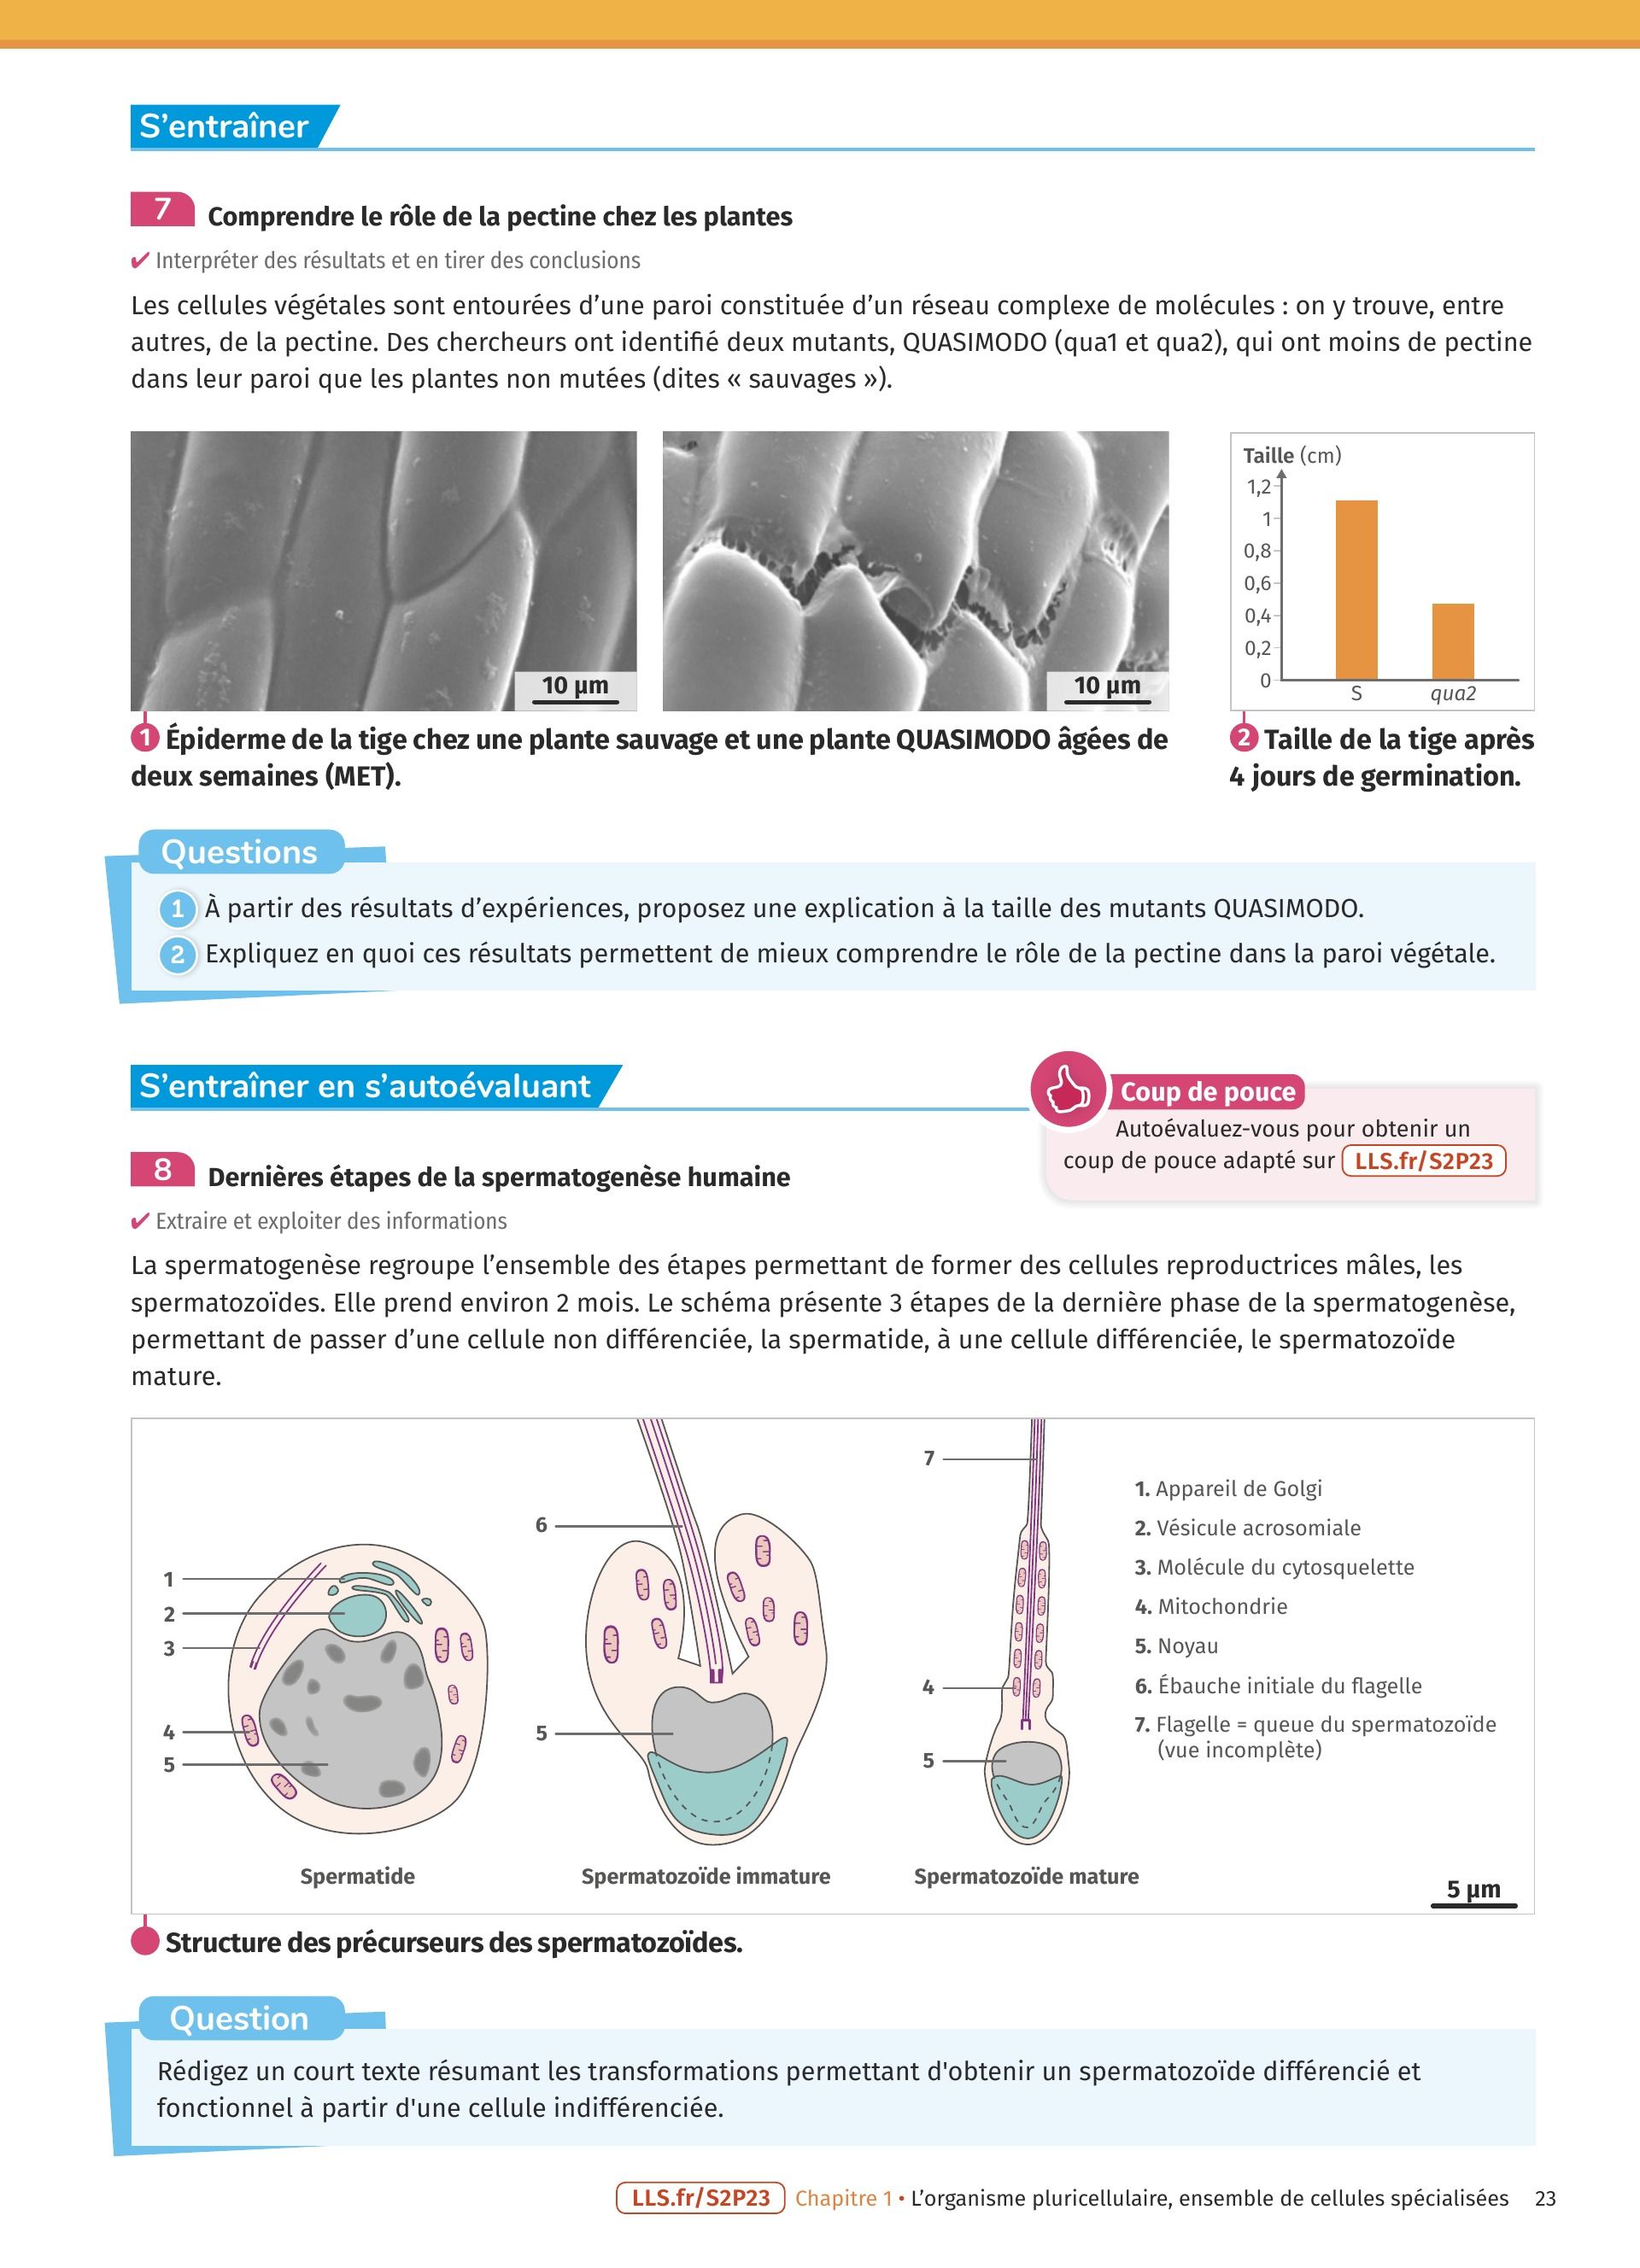 S’entraîner
7 Comprendre le rôle de la pectine chez les plantes
✔ Interpréter des résultats et en tirer des conclusions
Les cellules végétales sont entourées d’une paroi constituée d’un réseau complexe de molécules : on y trouve, entre
autres, de la pectine. Des chercheurs ont identifié deux mutants, QUASIMODO (qua1 et qua2), qui ont moins de pectine
dans leur paroi que les plantes non mutées (dites « sauvages »).
10 µm
10 µm
1 Épiderme de la tige chez une plante sauvage et une plante QUASIMODO âgées de
deux semaines (MET).
Taille (cm)
1,2
1
0,8
0,6
0,4
0,2
0
S qua2
2 Taille de la tige après
4 jours de germination.
Questions
1 À partir des résultats d’expériences, proposez une explication à la taille des mutants QUASIMODO.
2 Expliquez en quoi ces résultats permettent de mieux comprendre le rôle de la pectine dans la paroi végétale.
S’entraîner en s’autoévaluant
Coup de pouce
Autoévaluez-vous pour obtenir un
coup de pouce adapté sur LLS.fr/S2P23
8 Dernières étapes de la spermatogenèse humaine
✔ Extraire et exploiter des informations
La spermatogenèse regroupe l’ensemble des étapes permettant de former des cellules reproductrices mâles, les
spermatozoïdes. Elle prend environ 2 mois. Le schéma présente 3 étapes de la dernière phase de la spermatogenèse,
permettant de passer d’une cellule non différenciée, la spermatide, à une cellule différenciée, le spermatozoïde
mature.
1
2
3
4
5
Spermatide
6
5
Spermatozoïde immature
7
4
5
Spermatozoïde mature
1. Appareil de Golgi
2. Vésicule acrosomiale
3. Molécule du cytosquelette
4. Mitochondrie
5. Noyau
6. Ébauche initiale du flagelle
7. Flagelle = queue du spermatozoïde
(vue incomplète)
5 µm
Structure des précurseurs des spermatozoïdes.
Question
Rédigez un court texte résumant les transformations permettant d'obtenir un spermatozoïde différencié et
fonctionnel à partir d'une cellule indifférenciée.
LLS.fr/S2P23 Chapitre 1 • L’organisme pluricellulaire, ensemble de cellules spécialisées 23